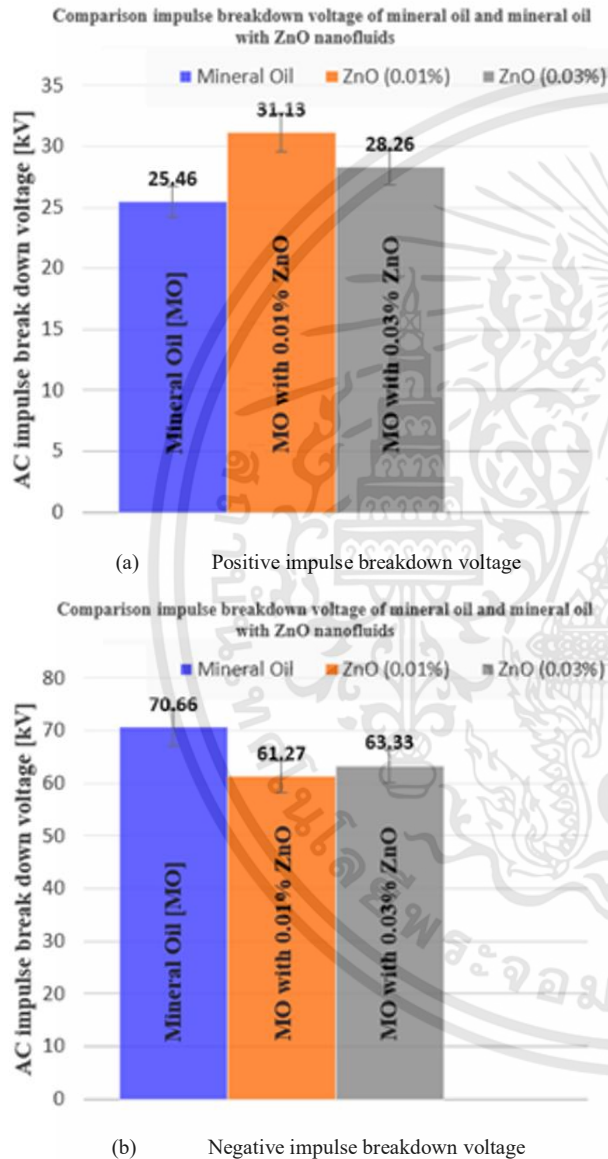 Comparison impulse breakdown voltage of mineral oil and mineral oil
with ZnO nanofluids
Mineral Oil ZnO (0.01%) ZnO (0.03%)
AC impulse break down voltage [kV]
35
30
25
20
15
10
5
0
25.46
31.13
28.26
Mineral Oil [MO]
MO with 0.01% ZnO
MO with 0.03% ZnO
(a) Positive impulse breakdown voltage
Comparison impulse breakdown voltage of mineral oil and mineral oil
with ZnO nanofluids
Mineral Oil ZnO (0.01%) ZnO (0.03%)
AC impulse break down voltage [kV]
80
70
60
50
40
30
20
10
0
70.66
61.27
63.33
Mineral Oil [MO]
MO with 0.01% ZnO
MO with 0.03% ZnO
(b) Negative impulse breakdown voltage